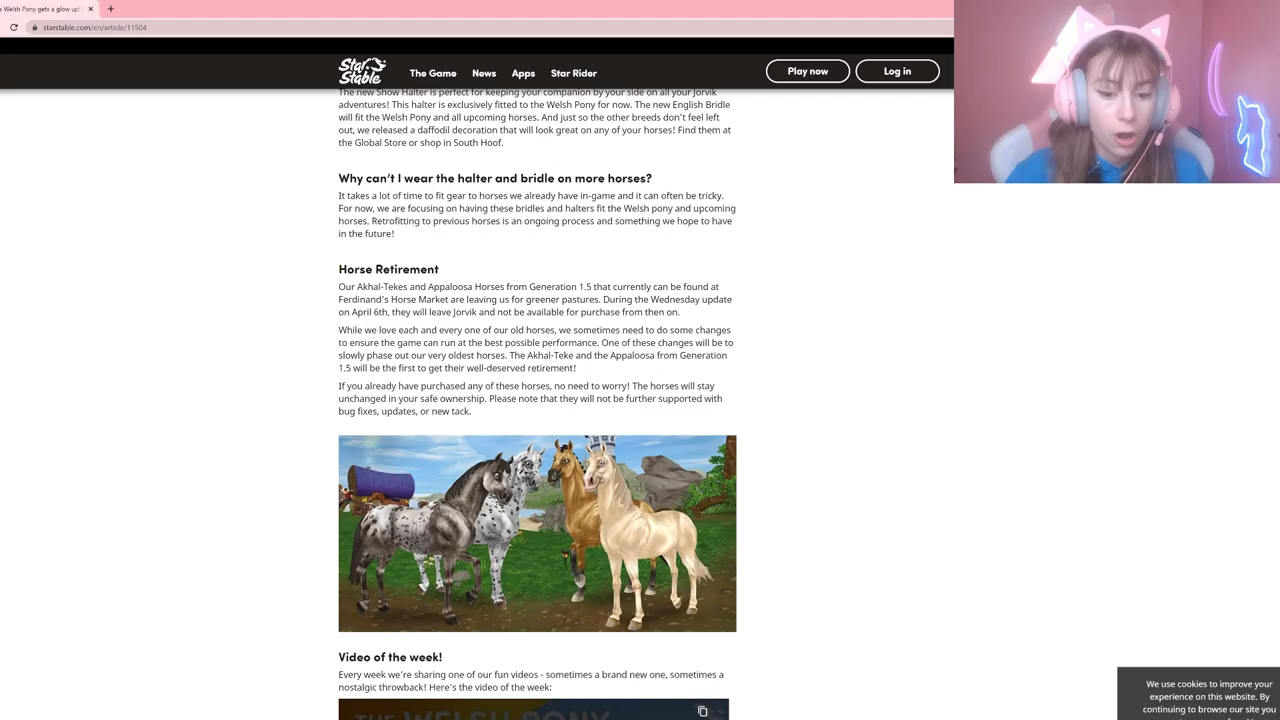 e Welsh Pony gets a glow up!
starstable.com/en/article/11504
Star
Stable
The Game News Apps Star Rider
Play now Log in
The new Show Halter is perfect for keeping your companion by your side on all your Jorvik
adventures! This halter is exclusively fitted to the Welsh Pony for now. The new English Bridle
will fit the Welsh Pony and all upcoming horses. And just so the other breeds don't feel left
out, we released a daffodil decoration that will look great on any of your horses! Find them at
the Global Store or shop in South Hoof.
Why can't I wear the halter and bridle on more horses?
It takes a lot of time to fit gear to horses we already have in-game and it can often be tricky.
For now, we are focusing on having these bridles and halters fit the Welsh pony and upcoming
horses. Retrofitting to previous horses is an ongoing process and something we hope to have
in the future!
Horse Retirement
Our Akhal-Tekes and Appaloosa Horses from Generation 1.5 that currently can be found at
Ferdinand's Horse Market are leaving us for greener pastures. During the Wednesday update
on April 6th, they will leave Jorvik and not be available for purchase from then on.
While we love each and every one of our old horses, we sometimes need to do some changes
to ensure the game can run at the best possible performance. One of these changes will be to
slowly phase out our very oldest horses. The Akhal-Teke and the Appaloosa from Generation
1.5 will be the first to get their well-deserved retirement!
If you already have purchased any of these horses, no need to worry! The horses will stay
unchanged in your safe ownership. Please note that they will not be further supported with
bug fixes, updates, or new tack.
Video of the week!
Every week we're sharing one of our fun videos - sometimes a brand new one, sometimes a
nostalgic throwback! Here's the video of the week:
THE WELSH PONY
We use cookies to improve your
experience on this website. By
continuing to browse our site you